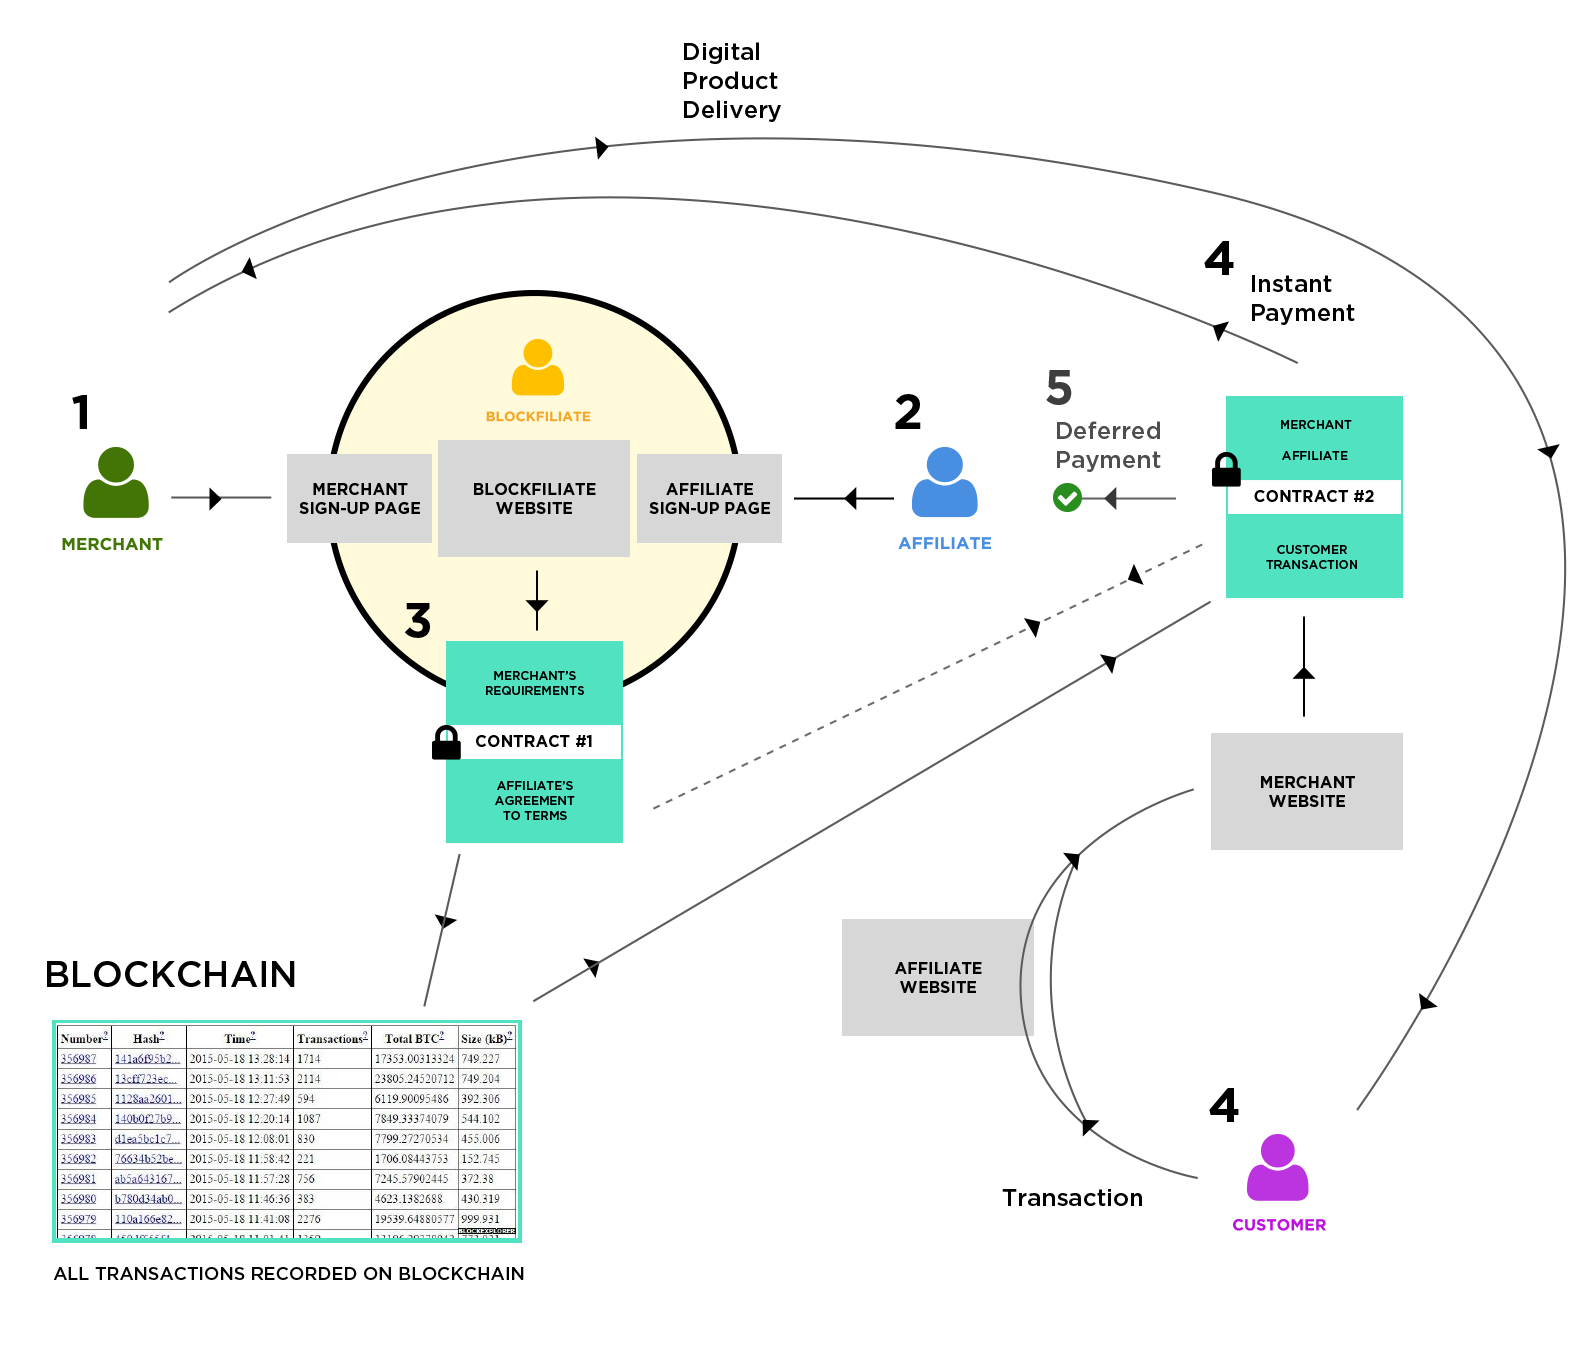 Digital
Product
Delivery
4
Instant
Payment
1
MERCHANT
BLOCKFILIATE
MERCHANT
SIGN-UP PAGE
BLOCKFILIATE
WEBSITE
AFFILIATE
SIGN-UP PAGE
2
AFFILIATE
5
Deferred
Payment
MERCHANT
AFFILIATE
CONTRACT #2
CUSTOMER
TRANSACTION
3
MERCHANT'S
REQUIREMENTS
CONTRACT #1
AFFILIATE'S
AGREEMENT
TO TERMS
MERCHANT
WEBSITE
AFFILIATE
WEBSITE
4
CUSTOMER
Transaction
BLOCKCHAIN
Number? Hash? Time? Transactions? Total BTC? Size (kB)?
356987 141a6f95b2... 2015-05-18 13:28:14 1714 17353.00313324 749.227
356986 13cff723ec... 2015-05-18 13:11:53 2114 23805.24520712 749.204
356985 1128aa2601... 2015-05-18 12:27:49 594 6119.90095486 392.306
356984 140b0f27b9... 2015-05-18 12:20:14 1087 7849.33374079 544.102
356983 d1ea5bc1c7... 2015-05-18 12:08:01 830 7799.27270534 455.006
356982 76634b52be... 2015-05-18 11:58:42 221 1706.08443753 152.745
356981 ab5a643167... 2015-05-18 11:57:28 756 7245.57902445 372.38
356980 b780d34ab0... 2015-05-18 11:46:36 383 4623.1382688 430.319
356979 110a166e82... 2015-05-18 11:41:08 2276 19539.64880577 999.931
BLOCKEXPLORER
ALL TRANSACTIONS RECORDED ON BLOCKCHAIN